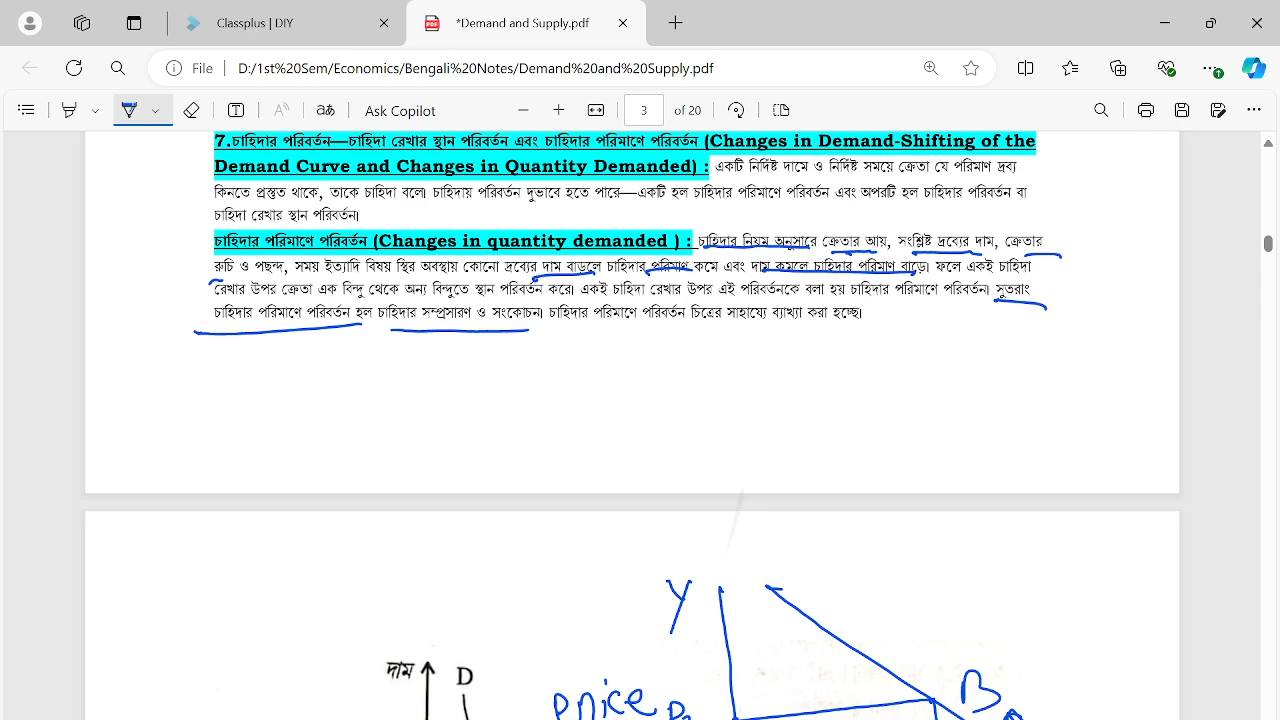 Classplus | DIY
*Demand and Supply.pdf
File
D:/1st%20Sem/Economics/Bengali%20Notes/Demand%20and%20Supply.pdf
Ask Copilot
3
of 20
7.চাহিদার পরিবর্তন—চাহিদা রেখার স্থান পরিবর্তন এবং চাহিদার পরিমাণে পরিবর্তন (Changes in Demand-Shifting of the
Demand Curve and Changes in Quantity Demanded) : একটি নির্দিষ্ট দামে ও নির্দিষ্ট সময়ে ক্রেতা যে পরিমাণ দ্রব্য
কিনতে প্রস্তুত থাকে, তাকে চাহিদা বলে। চাহিদায় পরিবর্তন দুভাবে হতে পারে—একটি হল চাহিদার পরিমাণে পরিবর্তন এবং অপরটি হল চাহিদার পরিবর্তন বা
চাহিদা রেখার স্থান পরিবর্তন।
চাহিদার পরিমাণে পরিবর্তন (Changes in quantity demanded ) : চাহিদার নিয়ম অনুসারে ক্রেতার আয়, সংশ্লিষ্ট দ্রব্যের দাম, ক্রেতার
রুচি ও পছন্দ, সময় ইত্যাদি বিষয় স্থির অবস্থায় কোনো দ্রব্যের দাম বাড়লে চাহিদার পরিমাণ কমে এবং দাম কমলে চাহিদার পরিমাণ বাড়ে। ফলে একই চাহিদা
রেখার উপর ক্রেতা এক বিন্দু থেকে অন্য বিন্দুতে স্থান পরিবর্তন করে। একই চাহিদা রেখার উপর এই পরিবর্তনকে বলা হয় চাহিদার পরিমাণে পরিবর্তন। সুতরাং
চাহিদার পরিমাণে পরিবর্তন হল চাহিদার সম্প্রসারণ ও সংকোচন। চাহিদার পরিমাণে পরিবর্তন চিত্রের সাহায্যে ব্যাখ্যা করা হচ্ছে।
Y
দাম D
Price B